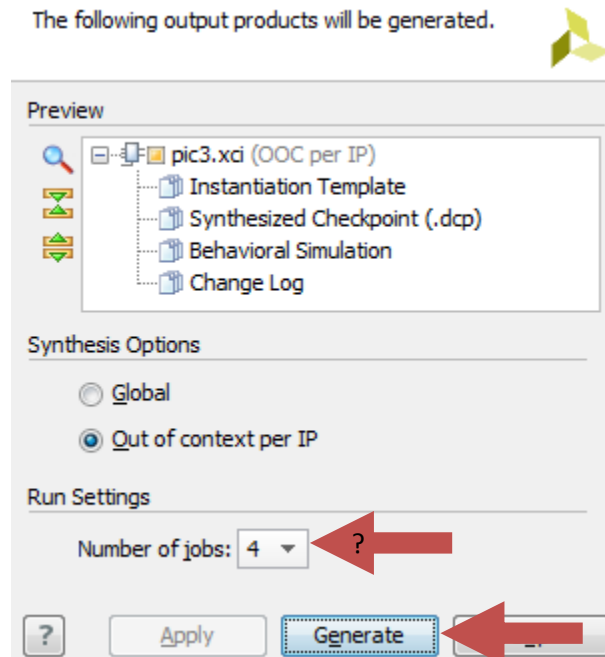 The following output products will be generated.
Preview
pic3.xci (OOC per IP)
Instantiation Template
Synthesized Checkpoint (.dcp)
Behavioral Simulation
Change Log
Synthesis Options
Global
Out of context per IP
Run Settings
Number of jobs: 4 ?
? Apply Generate